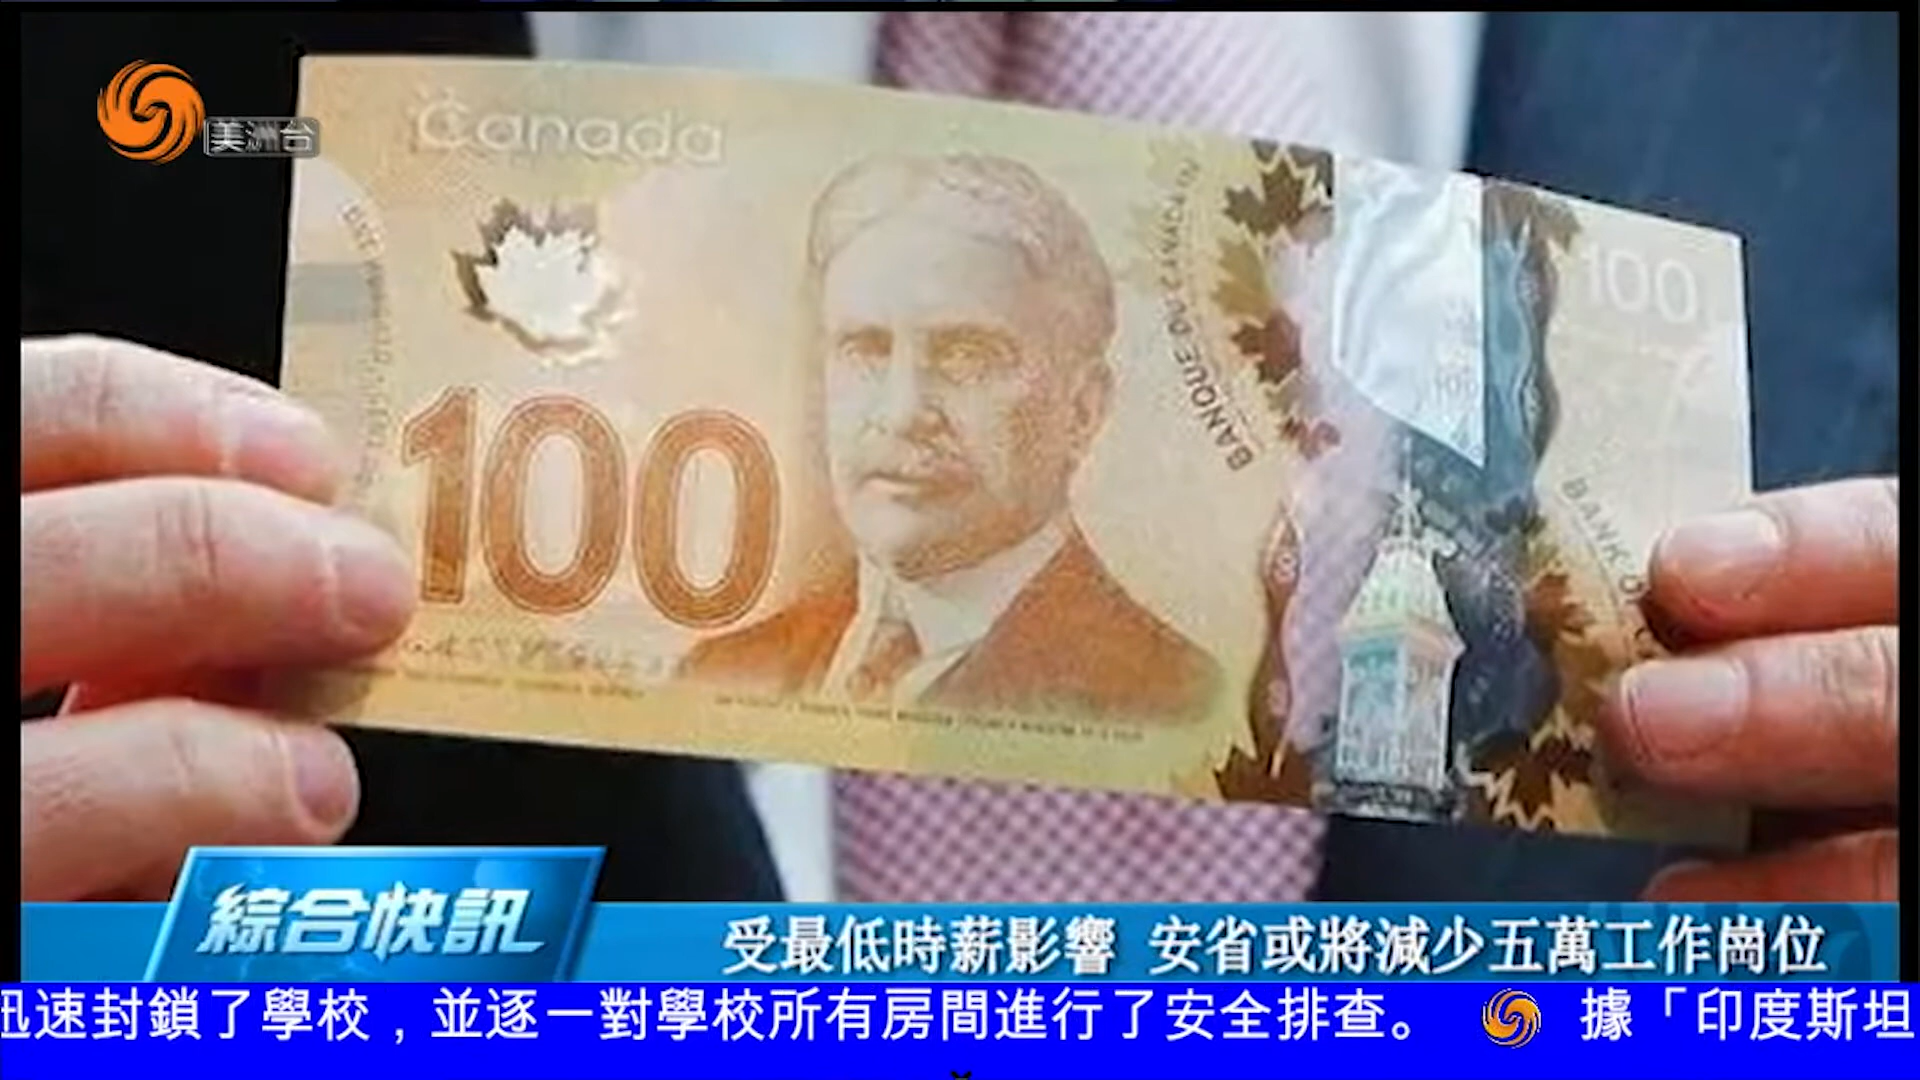 美洲台
Canada
100
BANQUE DU CANADA
100
BANK O
綜合快訊
受最低時薪影響 安省或將減少五萬工作崗位
迅速封鎖了學校，並逐一對學校所有房間進行了安全排查。 據「印度斯坦